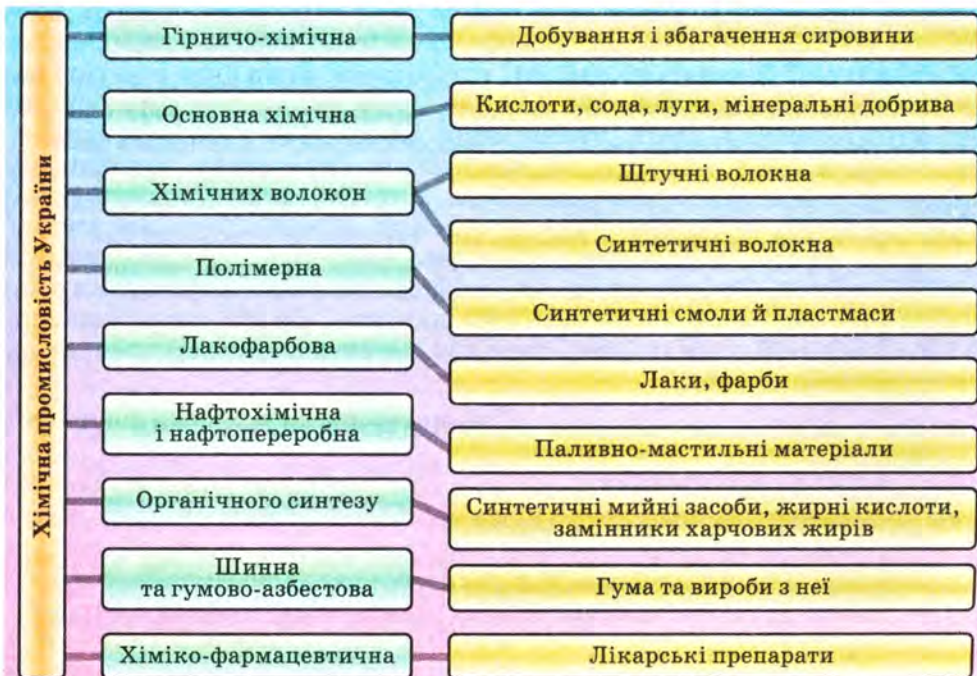 Хімічна промисловість України
Гірничо-хімічна
Добування і збагачення сировини
Основна хімічна
Кислоти, сода, луги, мінеральні добрива
Хімічних волокон
Штучні волокна
Синтетичні волокна
Полімерна
Синтетичні смоли й пластмаси
Лакофарбова
Лаки, фарби
Нафтохімічна
і нафтопереробна
Паливно-мастильні матеріали
Органічного синтезу
Синтетичні мийні засоби, жирні кислоти,
замінники харчових жирів
Шинна
та гумово-азбестова
Гума та вироби з неї
Хіміко-фармацевтична
Лікарські препарати